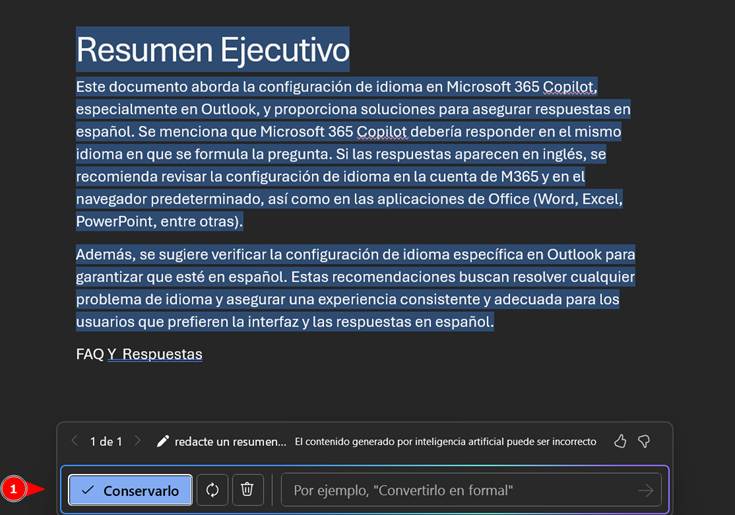 Resumen Ejecutivo
Este documento aborda la configuración de idioma en Microsoft 365 Copilot,
especialmente en Outlook, y proporciona soluciones para asegurar respuestas en
español. Se menciona que Microsoft 365 Copilot debería responder en el mismo
idioma en que se formula la pregunta. Si las respuestas aparecen en inglés, se
recomienda revisar la configuración de idioma en la cuenta de M365 y en el
navegador predeterminado, así como en las aplicaciones de Office (Word, Excel,
PowerPoint, entre otras).
Además, se sugiere verificar la configuración de idioma específica en Outlook para
garantizar que esté en español. Estas recomendaciones buscan resolver cualquier
problema de idioma y asegurar una experiencia consistente y adecuada para los
usuarios que prefieren la interfaz y las respuestas en español.
FAQ Y Respuestas
1 de 1 redacte un resumen... El contenido generado por inteligencia artificial puede ser incorrecto
1 Conservarlo Por ejemplo, "Convertirlo en formal"